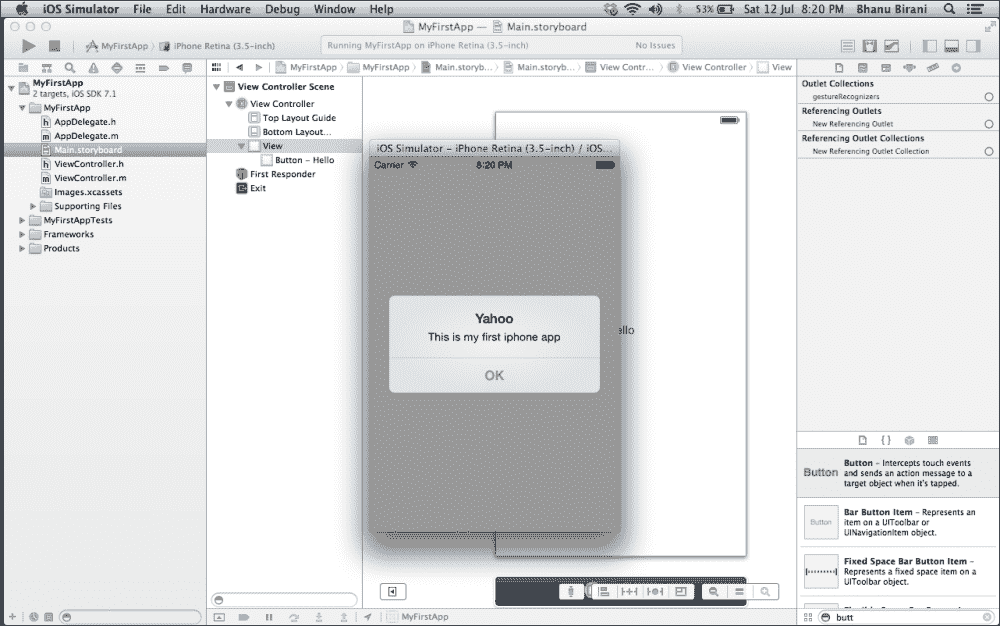 iOS Simulator File Edit Hardware Debug Window Help 53% Sat 12 Jul 8:20 PM Bhanu Birani
MyFirstApp — Main.storyboard
MyFirstApp iPhone Retina (3.5-inch)
Running MyFirstApp on iPhone Retina (3.5-inch) No Issues
MyFirstApp MyFirstApp Main.storyb... Main.storyb... View Contr... View Controller View
MyFirstApp
2 targets, iOS SDK 7.1
MyFirstApp
AppDelegate.h
AppDelegate.m
Main.storyboard
ViewController.h
ViewController.m
Images.xcassets
Supporting Files
MyFirstAppTests
Frameworks
Products
View Controller Scene
View Controller
Top Layout Guide
Bottom Layout...
View
Button - Hello
First Responder
Exit
iOS Simulator - iPhone Retina (3.5-inch) / iOS...
Carrier 8:20 PM
Yahoo
This is my first iphone app
OK
ello
Outlet Collections
gestureRecognizers
Referencing Outlets
New Referencing Outlet
Referencing Outlet Collections
New Referencing Outlet Collection
Button
Button - Intercepts touch events
and sends an action message to a
target object when it's tapped.
Button
Bar Button Item - Represents an
item on a UIToolbar or
UINavigationItem object.
Fixed Space Bar Button Item -
Represents a fixed space item on a
UIToolbar object.
MyFirstApp
butt